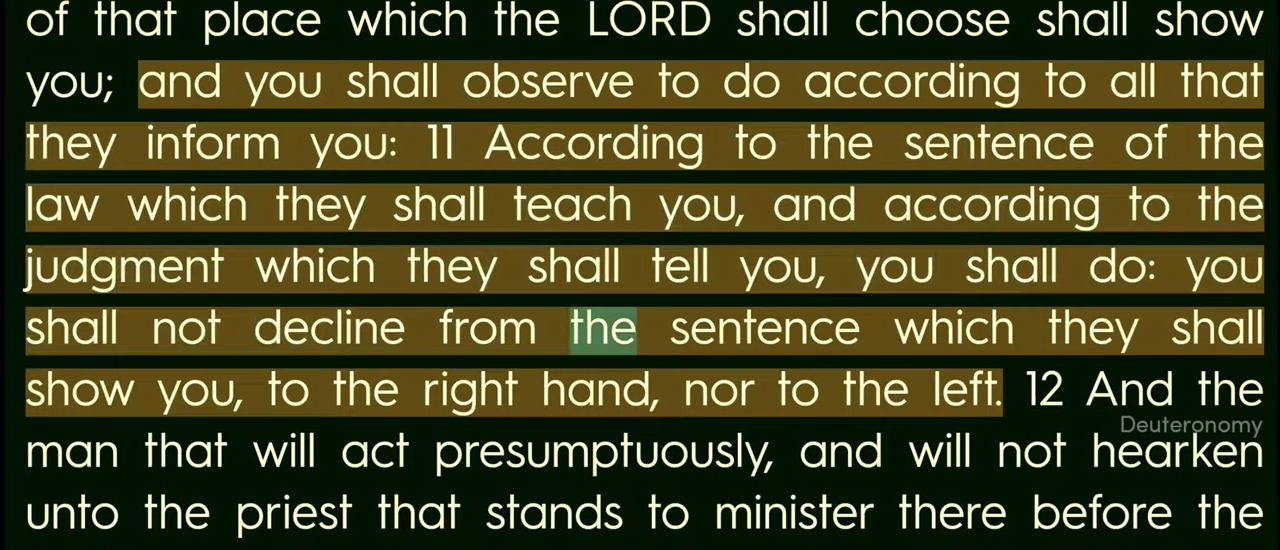 of that place which the LORD shall choose shall show
you; and you shall observe to do according to all that
they inform you: 11 According to the sentence of the
law which they shall teach you, and according to the
judgment which they shall tell you, you shall do: you
shall not decline from the sentence which they shall
show you, to the right hand, nor to the left. 12 And the
Deuteronomy
man that will act presumptuously, and will not hearken
unto the priest that stands to minister there before the